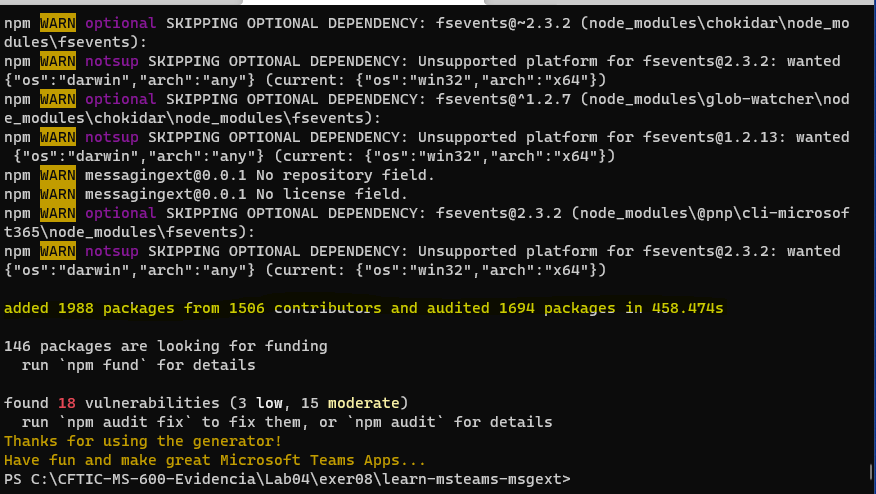 npm WARN optional SKIPPING OPTIONAL DEPENDENCY: fsevents@~2.3.2 (node_modules\chokidar\node_mo
dules\fsevents):
npm WARN notsup SKIPPING OPTIONAL DEPENDENCY: Unsupported platform for fsevents@2.3.2: wanted
{"os":"darwin","arch":"any"} (current: {"os":"win32","arch":"x64"})
npm WARN optional SKIPPING OPTIONAL DEPENDENCY: fsevents@^1.2.7 (node_modules\glob-watcher\nod
e_modules\chokidar\node_modules\fsevents):
npm WARN notsup SKIPPING OPTIONAL DEPENDENCY: Unsupported platform for fsevents@1.2.13: wanted
 {"os":"darwin","arch":"any"} (current: {"os":"win32","arch":"x64"})
npm WARN messagingext@0.0.1 No repository field.
npm WARN messagingext@0.0.1 No license field.
npm WARN optional SKIPPING OPTIONAL DEPENDENCY: fsevents@2.3.2 (node_modules\@pnp\cli-microsof
t365\node_modules\fsevents):
npm WARN notsup SKIPPING OPTIONAL DEPENDENCY: Unsupported platform for fsevents@2.3.2: wanted
{"os":"darwin","arch":"any"} (current: {"os":"win32","arch":"x64"})
added 1988 packages from 1506 contributors and audited 1694 packages in 458.474s
146 packages are looking for funding
  run `npm fund` for details
found 18 vulnerabilities (3 low, 15 moderate)
  run `npm audit fix` to fix them, or `npm audit` for details
Thanks for using the generator!
Have fun and make great Microsoft Teams Apps...
PS C:\CFTIC-MS-600-Evidencia\Lab04\exer08\learn-msteams-msgext>